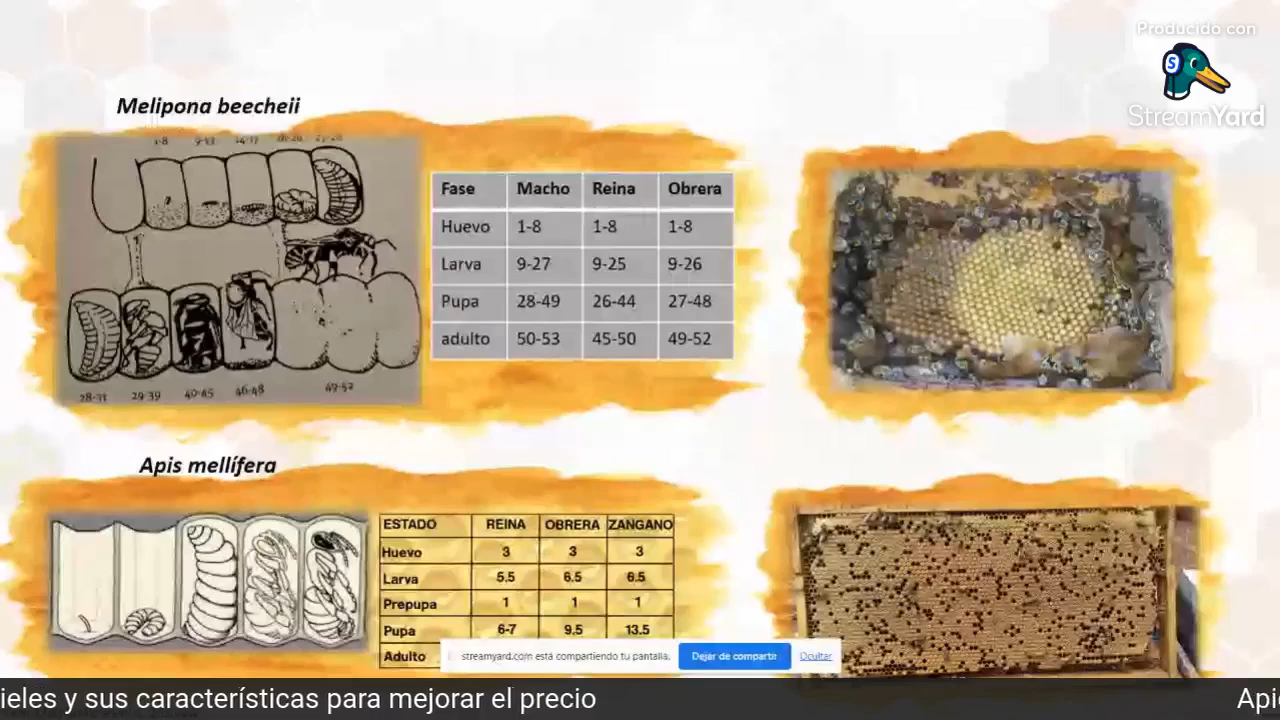 Producido con
StreamYard
Melipona beecheii
1-8 9-13 14-17
Fase Macho Reina Obrera
Huevo 1-8 1-8 1-8
Larva 9-27 9-25 9-26
Pupa 28-49 26-44 27-48
adulto 50-53 45-50 49-52
28-31 29-39 40-45 46-48 49-52
Apis mellífera
ESTADO REINA OBRERA ZANGANO
Huevo 3 3 3
Larva 5.5 6.5 6.5
Prepupa 1 1 1
Pupa 6-7 9.5 13.5
Adulto
streamyard.com está compartiendo tu pantalla.
Dejar de compartir
Ocultar
ieles y sus características para mejorar el precio
Apic